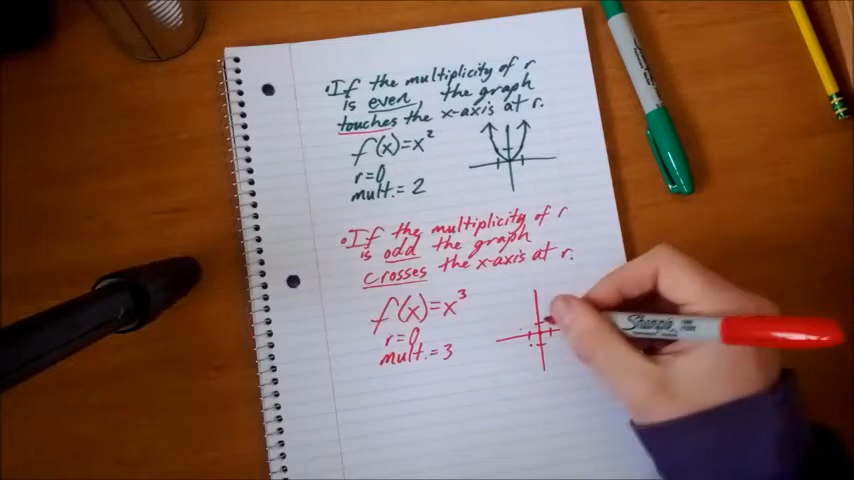 •If the multiplicity of r
is even, the graph
touches the x-axis at r.
f(x)=x²
r=0
mult.=2
•If the multiplicity of r
is odd the graph
crosses the x-axis at r.
f(x)=x³
r=0
mult.=3
Sharpie